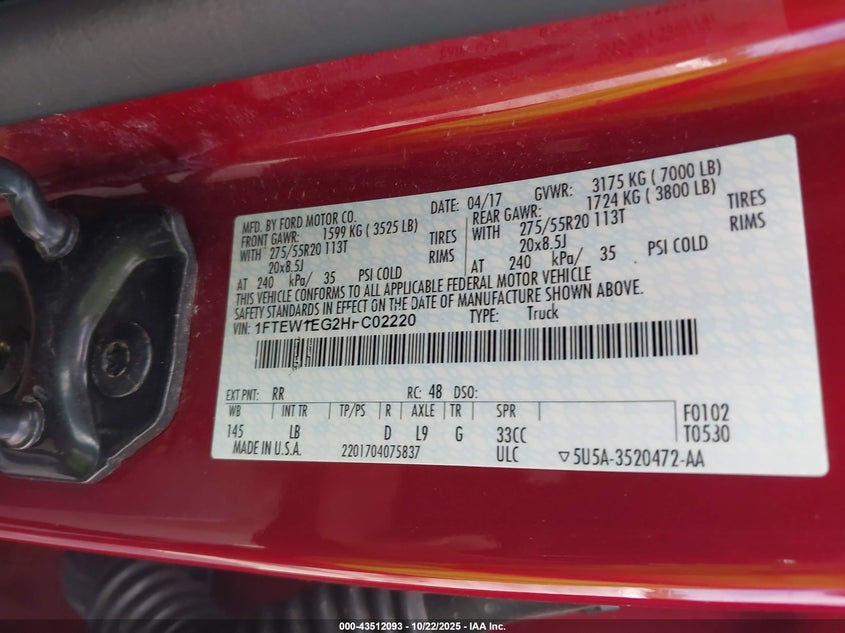 MFD. BY FORD MOTOR CO. DATE: 04/17 GVWR: 3175 KG ( 7000 LB)
FRONT GAWR: 1599 KG ( 3525 LB) REAR GAWR: 1724 KG ( 3800 LB)
WITH 275/55R20 113T TIRES WITH 275/55R20 113T TIRES
20x8.5J RIMS 20x8.5J RIMS
AT 240 kPa/ 35 PSI COLD AT 240 kPa/ 35 PSI COLD
THIS VEHICLE CONFORMS TO ALL APPLICABLE FEDERAL MOTOR VEHICLE
SAFETY STANDARDS IN EFFECT ON THE DATE OF MANUFACTURE SHOWN ABOVE.
VIN: TYPE: Truck
EXT PNT: RR RC: 48 DSO:
WB INT TR TP/PS R AXLE TR SPR F0102
145 LB D L9 G 33CC T0530
MADE IN U.S.A. 2201704075837 ULC ▽5U5A-3520472-AA
000-43512093 - 10/22/2025 - IAA Inc.